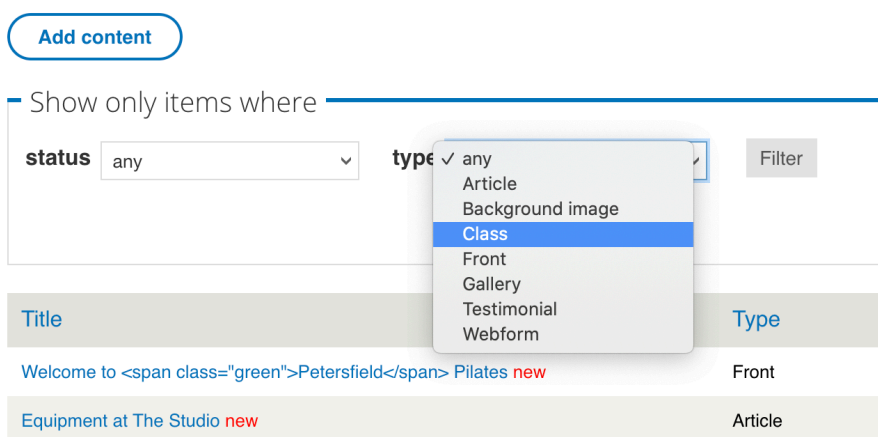 Add content
Show only items where
status any type ✓ any Filter
Article
Background image
Class
Front
Gallery
Testimonial
Webform
Title Type
Welcome to <span class="green">Petersfield</span> Pilates new Front
Equipment at The Studio new Article